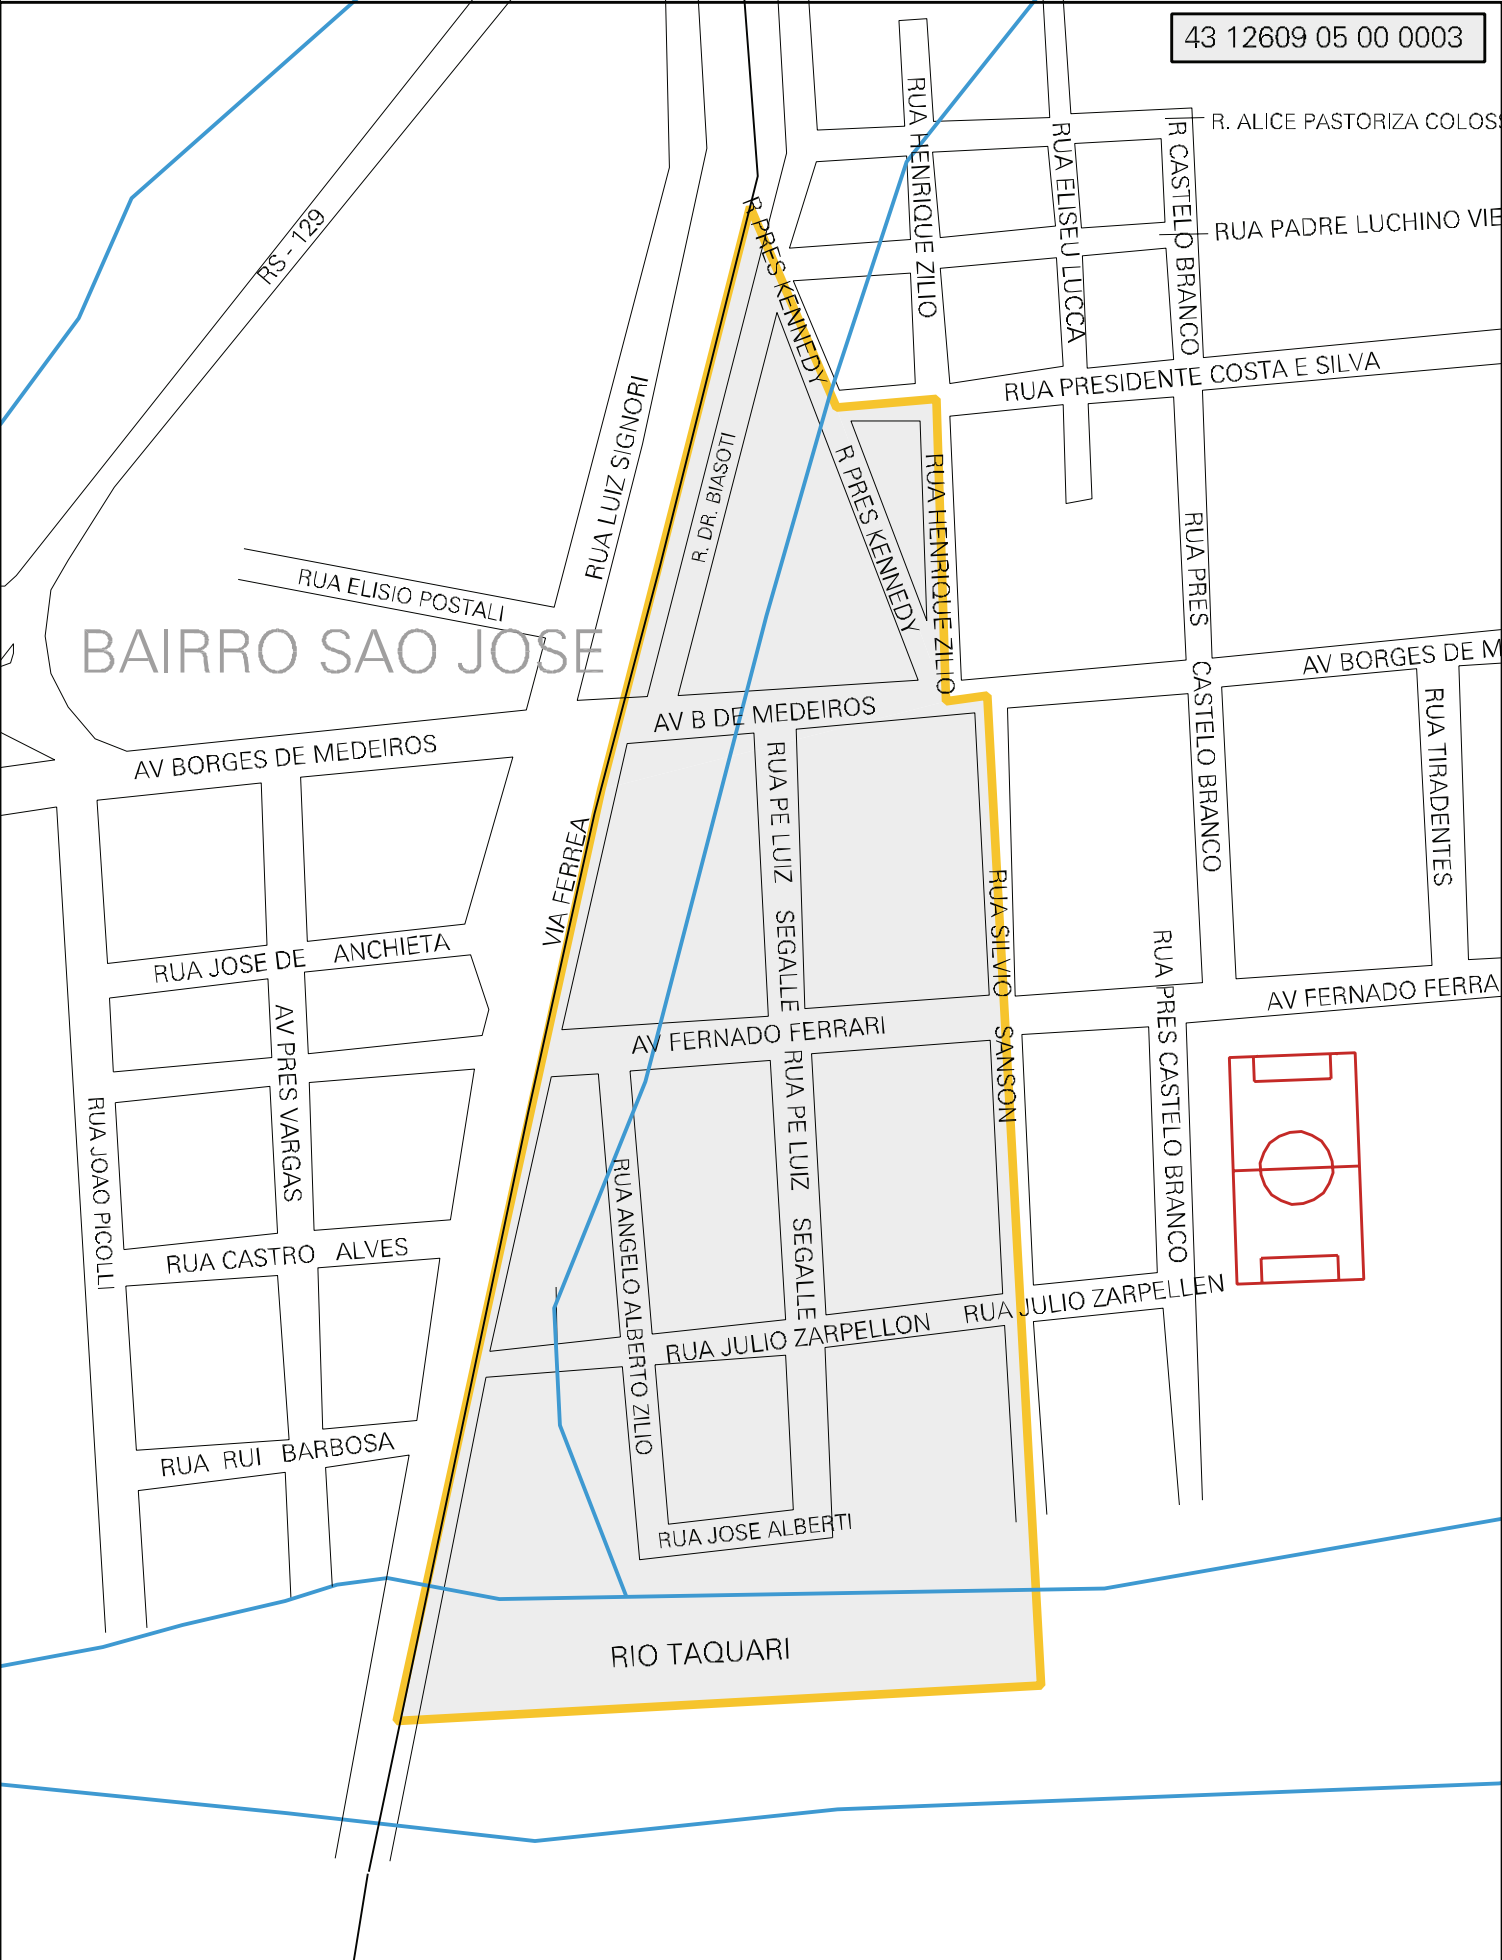 43 12609 05 00 0003
R. ALICE PASTORIZA COLOSS
RUA HENRIQUE ZILIO
RUA ELISEU LUCCA
R CASTELO BRANCO
RUA PADRE LUCHINO VIE
RS - 129
R PRES KENNEDY
RUA PRESIDENTE COSTA E SILVA
RUA LUIZ SIGNORI
R. DR. BIASOTI
R PRES KENNEDY
RUA HENRIQUE ZILIO
RUA PRES CASTELO BRANCO
RUA ELISIO POSTALI
BAIRRO SAO JOSE
AV BORGES DE M
RUA TIRADENTES
AV B DE MEDEIROS
AV BORGES DE MEDEIROS
RUA PE LUIZ SEGALLE
VIA FERREA
RUA SILVIO SANSON
RUA JOSE DE ANCHIETA
RUA PRES CASTELO BRANCO
AV FERNADO FERRA
AV FERNADO FERRARI
AV PRES VARGAS
RUA PE LUIZ SEGALLE
RUA JOAO PICOLLI
RUA ANGELO ALBERTO ZILIO
RUA CASTRO ALVES
RUA JULIO ZARPELLEN
RUA JULIO ZARPELLON
RUA RUI BARBOSA
RUA JOSE ALBERTI
RIO TAQUARI